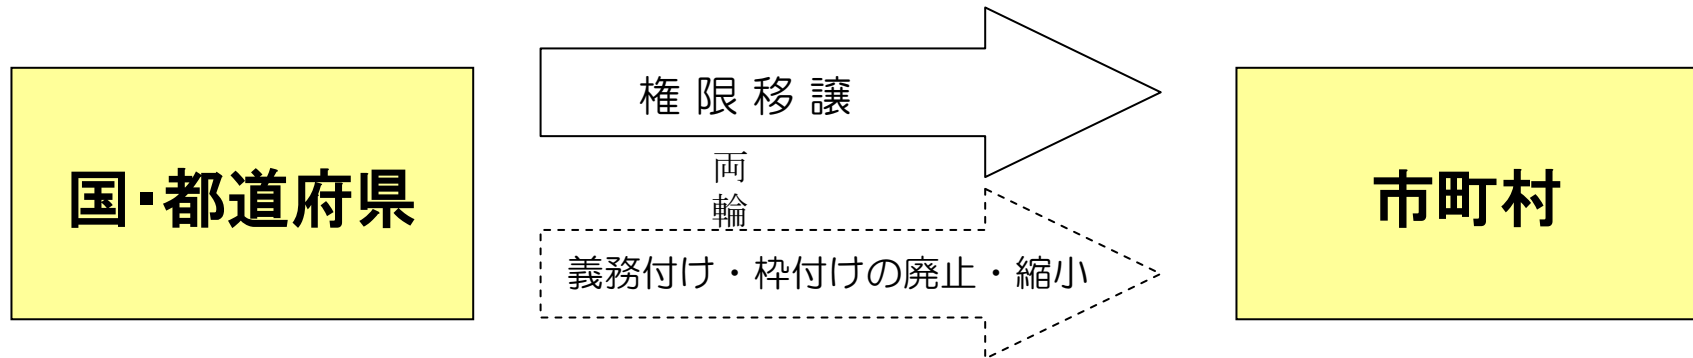 国・都道府県
権限移譲
両
輪
義務付け・枠付けの廃止・縮小
市町村